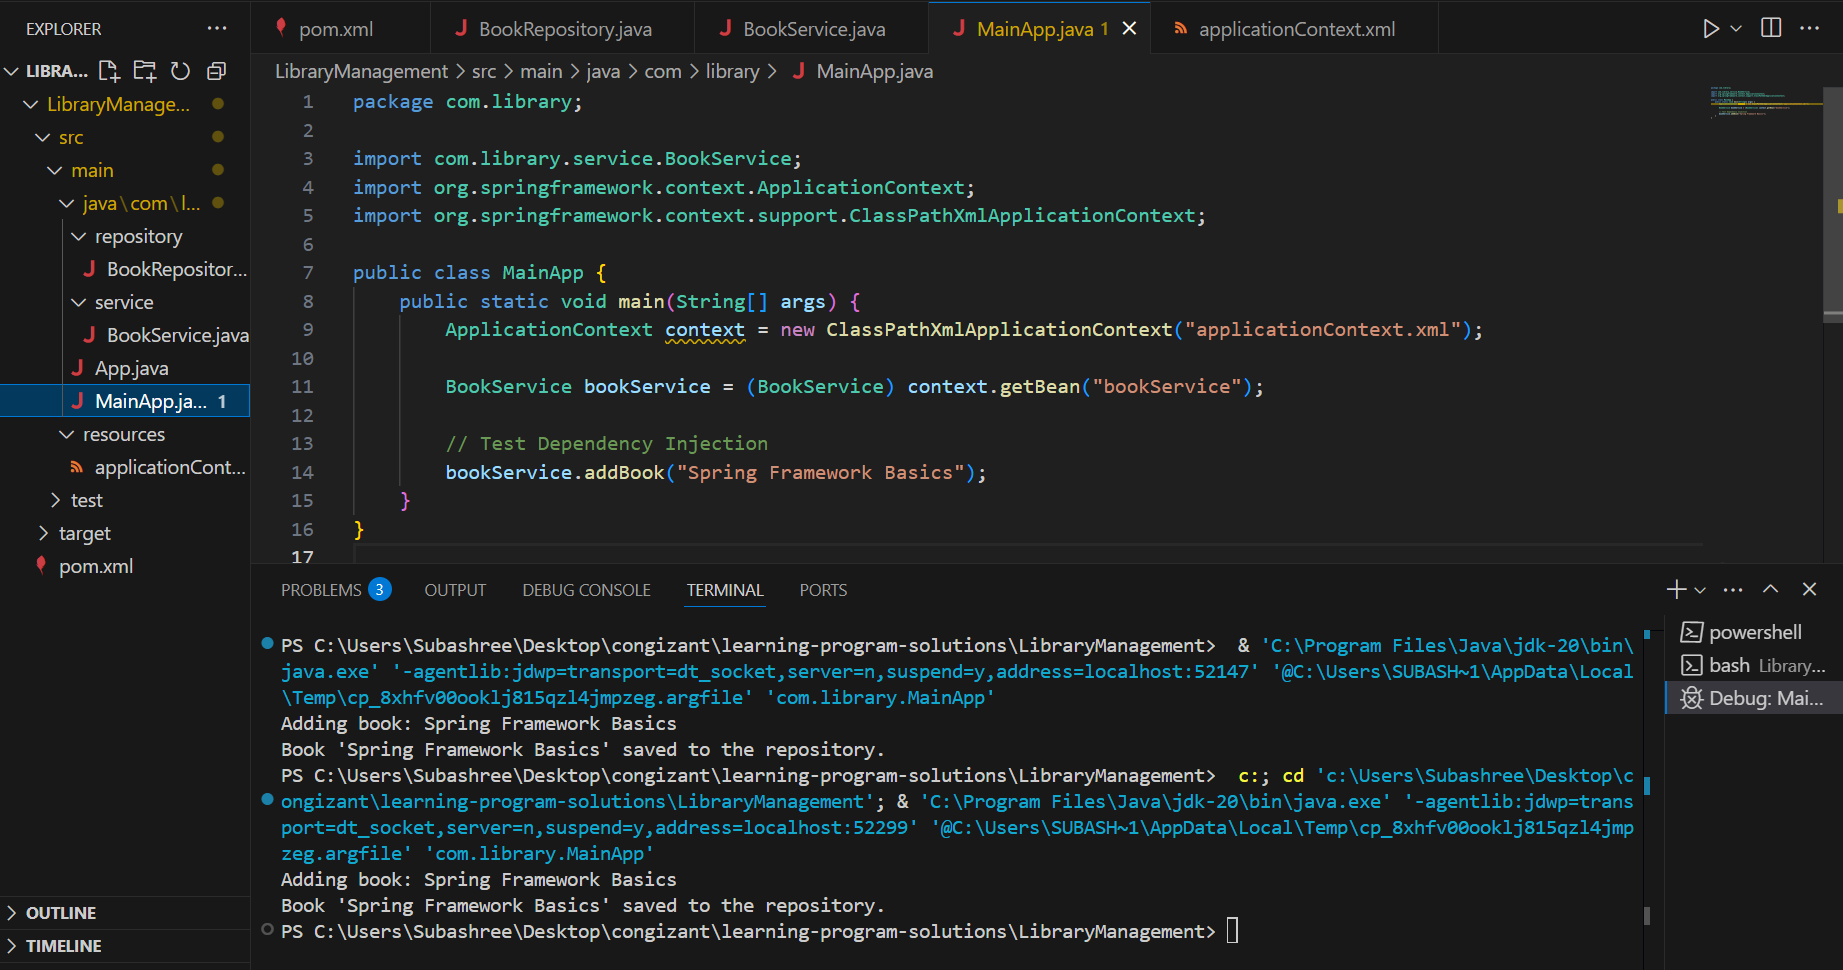 EXPLORER
LIBRA...
LibraryManage...
src
main
java\com\l...
repository
BookRepositor...
service
BookService.java
App.java
MainApp.ja... 1
resources
applicationCont...
test
target
pom.xml
OUTLINE
TIMELINE
pom.xml
BookRepository.java
BookService.java
MainApp.java 1
applicationContext.xml
LibraryManagement > src > main > java > com > library > MainApp.java
1 package com.library;
2
3 import com.library.service.BookService;
4 import org.springframework.context.ApplicationContext;
5 import org.springframework.context.support.ClassPathXmlApplicationContext;
6
7 public class MainApp {
8 public static void main(String[] args) {
9 ApplicationContext context = new ClassPathXmlApplicationContext("applicationContext.xml");
10
11 BookService bookService = (BookService) context.getBean("bookService");
12
13 // Test Dependency Injection
14 bookService.addBook("Spring Framework Basics");
15 }
16 }
17
PROBLEMS 3 OUTPUT DEBUG CONSOLE TERMINAL PORTS
PS C:\Users\Subashree\Desktop\congizant\learning-program-solutions\LibraryManagement> & 'C:\Program Files\Java\jdk-20\bin\
java.exe' '-agentlib:jdwp=transport=dt_socket,server=n,suspend=y,address=localhost:52147' '@C:\Users\SUBASH~1\AppData\Local
\Temp\cp_8xhfv00ooklj815qzl4jmpzeg.argfile' 'com.library.MainApp'
Adding book: Spring Framework Basics
Book 'Spring Framework Basics' saved to the repository.
PS C:\Users\Subashree\Desktop\congizant\learning-program-solutions\LibraryManagement> c:; cd 'c:\Users\Subashree\Desktop\c
ongizant\learning-program-solutions\LibraryManagement'; & 'C:\Program Files\Java\jdk-20\bin\java.exe' '-agentlib:jdwp=trans
port=dt_socket,server=n,suspend=y,address=localhost:52299' '@C:\Users\SUBASH~1\AppData\Local\Temp\cp_8xhfv00ooklj815qzl4jmp
zeg.argfile' 'com.library.MainApp'
Adding book: Spring Framework Basics
Book 'Spring Framework Basics' saved to the repository.
PS C:\Users\Subashree\Desktop\congizant\learning-program-solutions\LibraryManagement>
powershell
bash Library...
Debug: Mai...